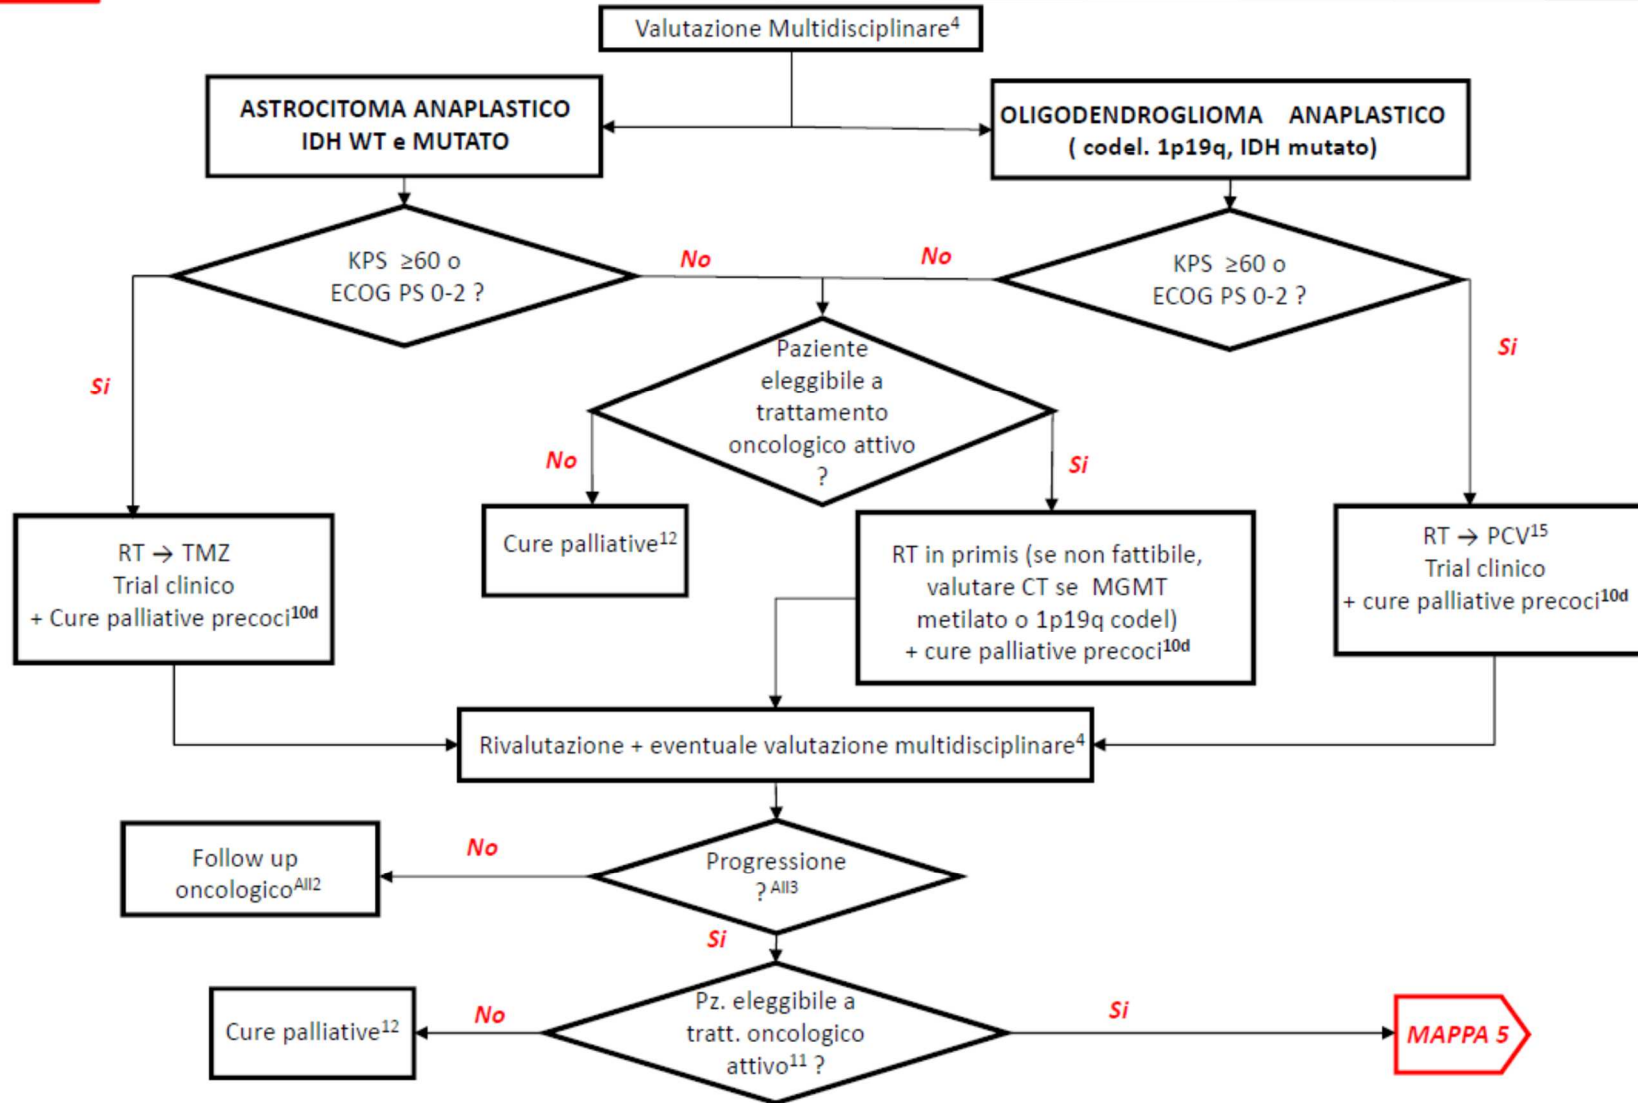 Valutazione Multidisciplinare⁴
ASTROCITOMA ANAPLASTICO
IDH WT e MUTATO
OLIGODENDROGLIOMA ANAPLASTICO
( codel. 1p19q, IDH mutato)
KPS ≥60 o
ECOG PS 0-2 ?
No
No
KPS ≥60 o
ECOG PS 0-2 ?
Si
Paziente
eleggibile a
trattamento
oncologico attivo
?
Si
No
Si
RT → TMZ
Trial clinico
+ Cure palliative precoci¹⁰ᵈ
Cure palliative¹²
RT in primis (se non fattibile,
valutare CT se MGMT
metilato o 1p19q codel)
+ cure palliative precoci¹⁰ᵈ
RT → PCV¹⁵
Trial clinico
+ cure palliative precoci¹⁰ᵈ
Rivalutazione + eventuale valutazione multidisciplinare⁴
Follow up
oncologico^All2
No
Progressione
? ^All3
Si
Cure palliative¹²
No
Pz. eleggibile a
tratt. oncologico
attivo¹¹ ?
Si
MAPPA 5